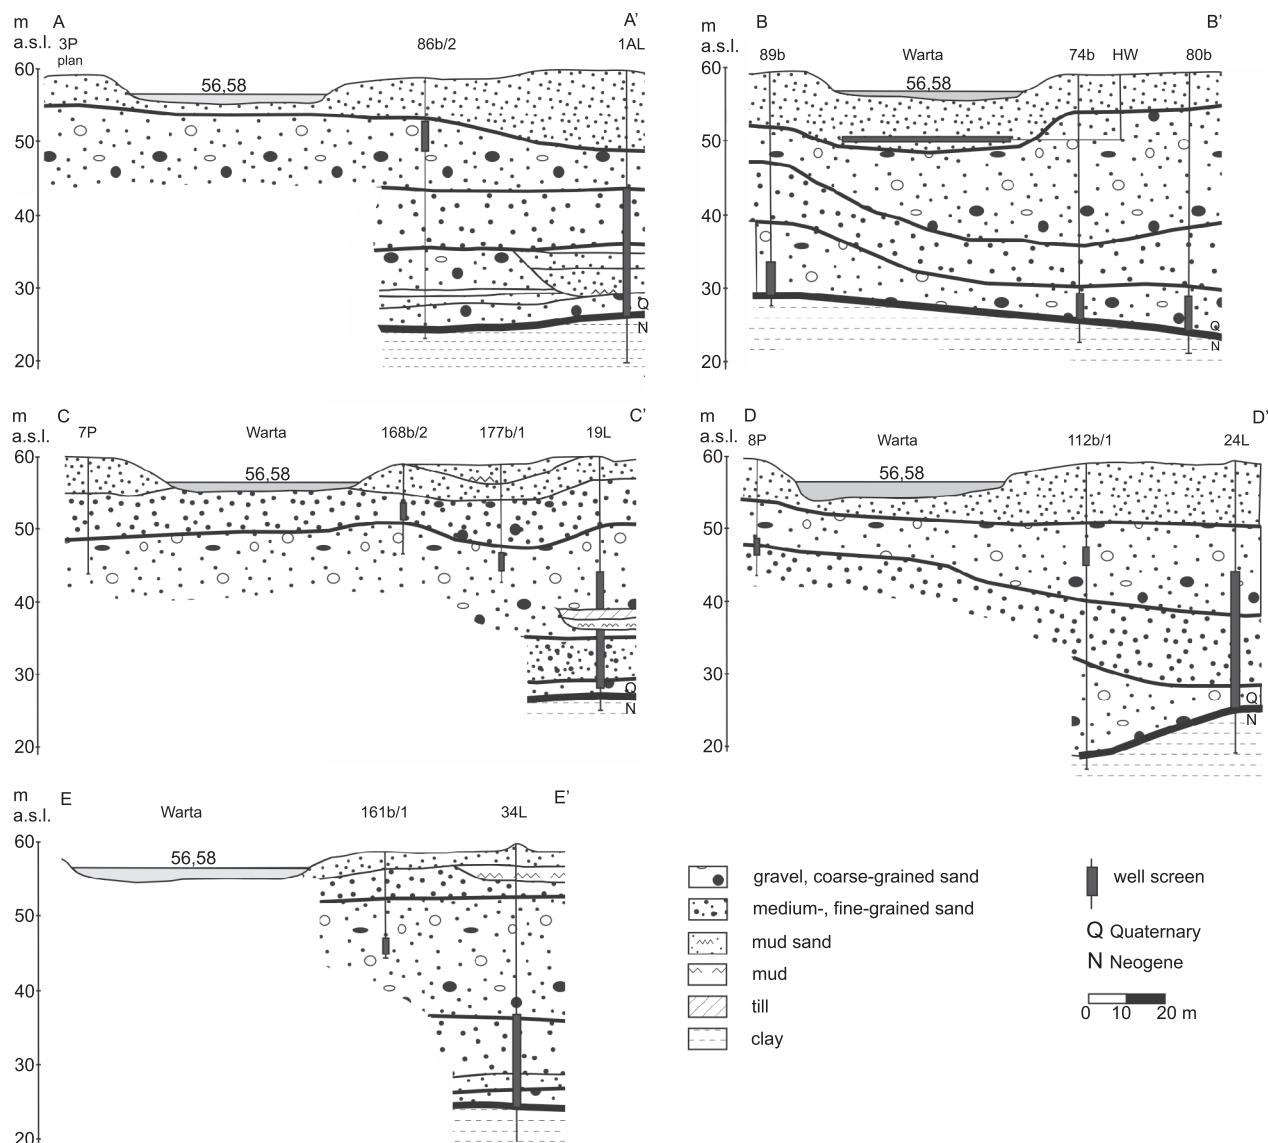 m A A'
a.s.l. 3P 86b/2 1AL
plan
60
56,58
50
40
30
Q
N
20
m B B'
a.s.l. 89b Warta 74b HW 80b
60
56,58
50
40
30
Q
N
20
m C C'
a.s.l. 7P Warta 168b/2 177b/1 19L
60
56,58
50
40
30
Q
N
20
m D D'
a.s.l. 8P Warta 112b/1 24L
60
56,58
50
40
30
Q
N
20
m E E'
a.s.l. Warta 161b/1 34L
60
56,58
50
40
30
20
gravel, coarse-grained sand
medium-, fine-grained sand
mud sand
mud
till
clay
well screen
Q Quaternary
N Neogene
0 10 20 m